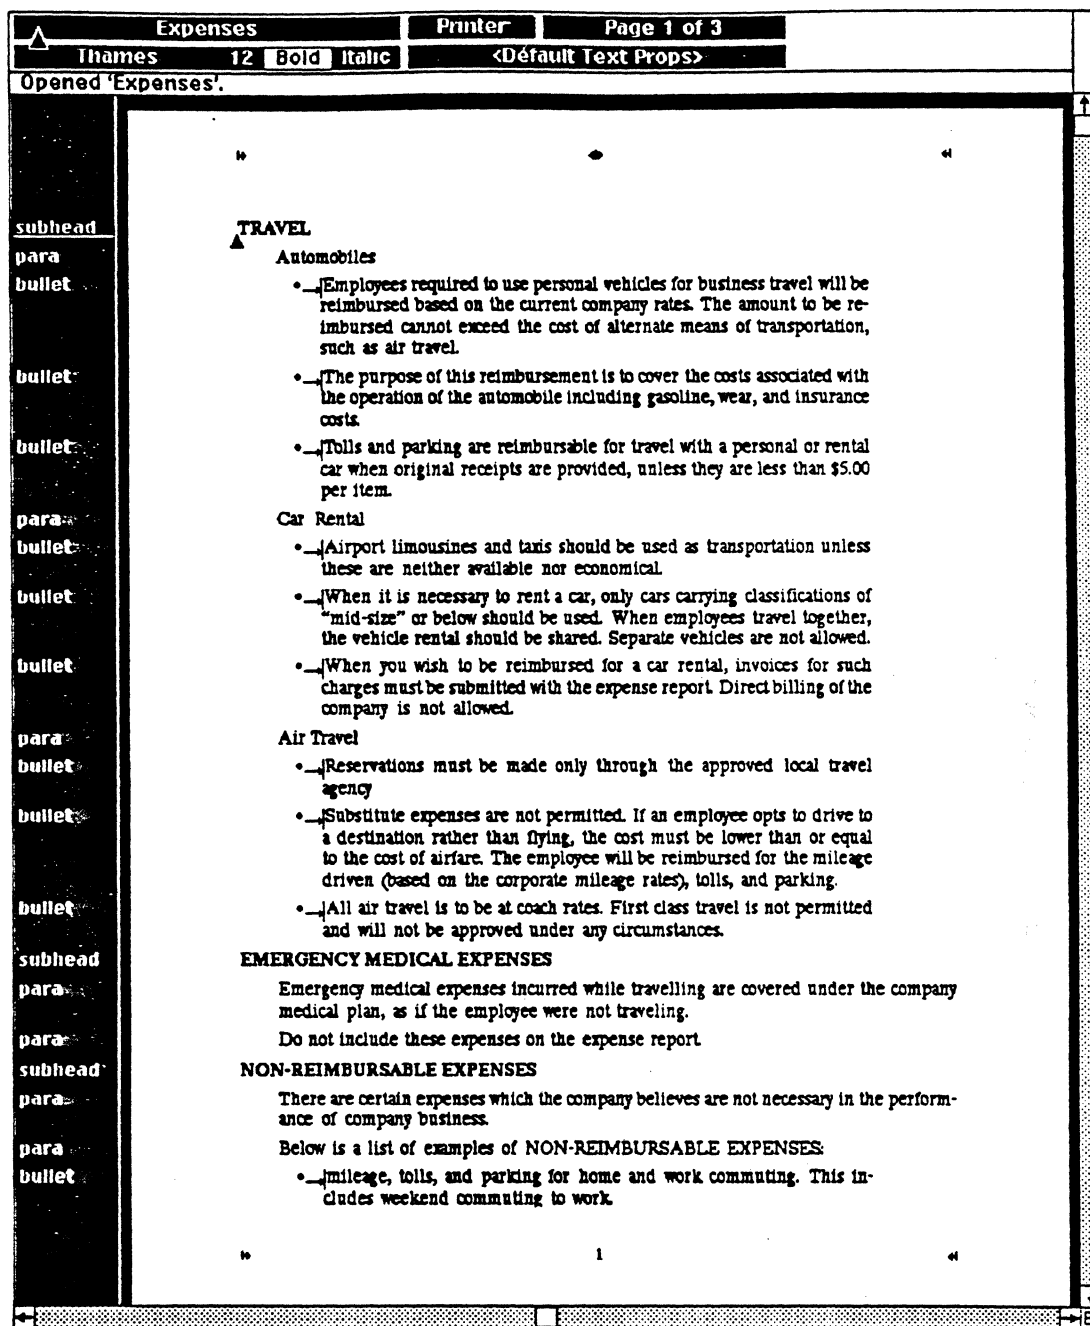 Expenses Printer Page 1 of 3
Thames 12 Bold Italic <Défault Text Props>
Opened 'Expenses'.
subhead TRAVEL
para Automobiles
bullet • Employees required to use personal vehicles for business travel will be
reimbursed based on the current company rates. The amount to be re-
imbursed cannot exceed the cost of alternate means of transportation,
such as air travel.
bullet • The purpose of this reimbursement is to cover the costs associated with
the operation of the automobile including gasoline, wear, and insurance
costs.
bullet • Tolls and parking are reimbursable for travel with a personal or rental
car when original receipts are provided, unless they are less than $5.00
per item.
para Car Rental
bullet • Airport limousines and taxis should be used as transportation unless
these are neither available nor economical.
bullet • When it is necessary to rent a car, only cars carrying classifications of
"mid-size" or below should be used. When employees travel together,
the vehicle rental should be shared. Separate vehicles are not allowed.
bullet • When you wish to be reimbursed for a car rental, invoices for such
charges must be submitted with the expense report. Direct billing of the
company is not allowed.
para Air Travel
bullet • Reservations must be made only through the approved local travel
agency
bullet • Substitute expenses are not permitted. If an employee opts to drive to
a destination rather than flying, the cost must be lower than or equal
to the cost of airfare. The employee will be reimbursed for the mileage
driven (based on the corporate mileage rates), tolls, and parking.
bullet • All air travel is to be at coach rates. First class travel is not permitted
and will not be approved under any circumstances.
subhead EMERGENCY MEDICAL EXPENSES
para Emergency medical expenses incurred while travelling are covered under the company
medical plan, as if the employee were not traveling.
para Do not include these expenses on the expense report.
subhead NON-REIMBURSABLE EXPENSES
para There are certain expenses which the company believes are not necessary in the perform-
ance of company business.
para Below is a list of examples of NON-REIMBURSABLE EXPENSES:
bullet • mileage, tolls, and parking for home and work commuting. This in-
cludes weekend commuting to work.
1